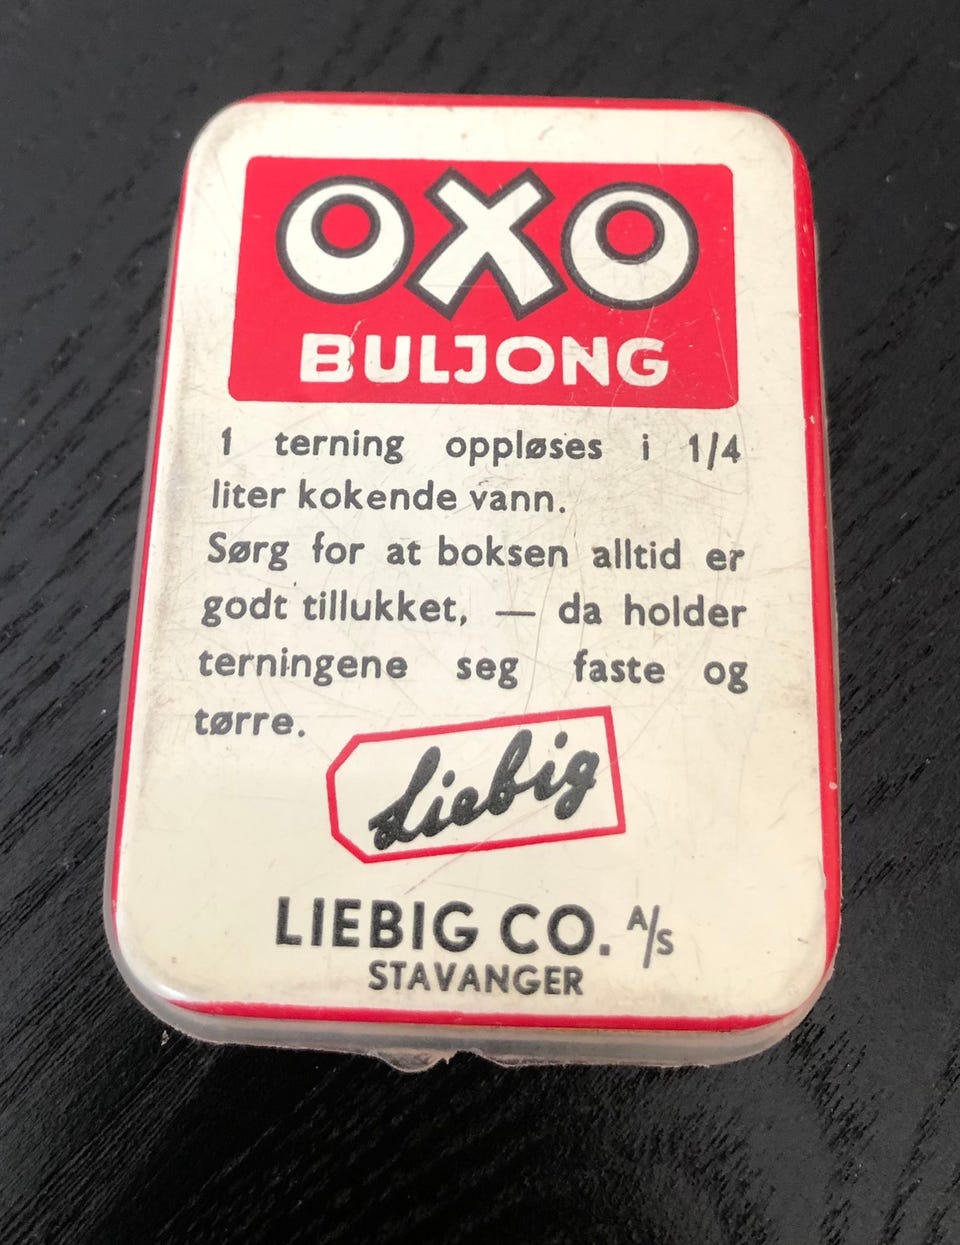 OXO
BULJONG
1 terning oppløses i 1/4
liter kokende vann.
Sørg for at boksen alltid er
godt tillukket, — da holder
terningene seg faste og
tørre.
Liebig
LIEBIG CO. A/S
STAVANGER